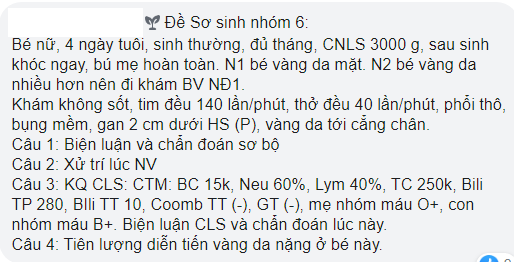 Đề Sơ sinh nhóm 6:
Bé nữ, 4 ngày tuổi, sinh thường, đủ tháng, CNLS 3000 g, sau sinh
khóc ngay, bú mẹ hoàn toàn. N1 bé vàng da mặt. N2 bé vàng da
nhiều hơn nên đi khám BV NĐ1.
Khám không sốt, tim đều 140 lần/phút, thở đều 40 lần/phút, phổi thô,
bụng mềm, gan 2 cm dưới HS (P), vàng da tới cẳng chân.
Câu 1: Biện luận và chẩn đoán sơ bộ
Câu 2: Xử trí lúc NV
Câu 3: KQ CLS: CTM: BC 15k, Neu 60%, Lym 40%, TC 250k, Bili
TP 280, BIli TT 10, Coomb TT (-), GT (-), mẹ nhóm máu O+, con
nhóm máu B+. Biện luận CLS và chẩn đoán lúc này.
Câu 4: Tiên lượng diễn tiến vàng da nặng ở bé này.